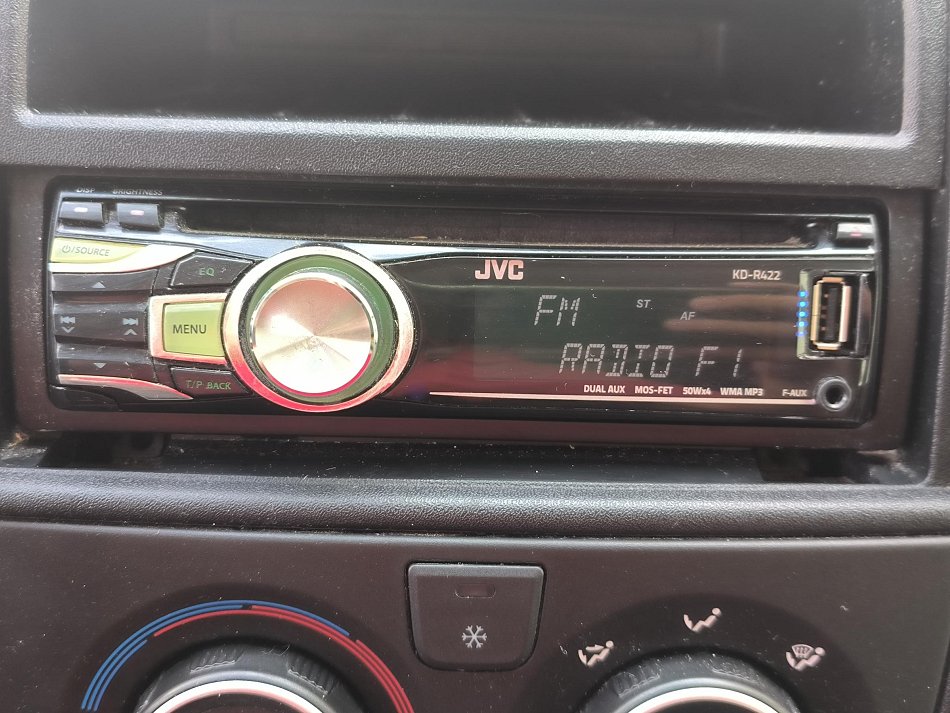 DISP BRIGHTNESS
⏻/SOURCE
EQ
MENU
T/P BACK
JVC
KD-R422
FM ST AF
RADIO F1
DUAL AUX MOS-FET 50Wx4 WMA MP3 F-AUX